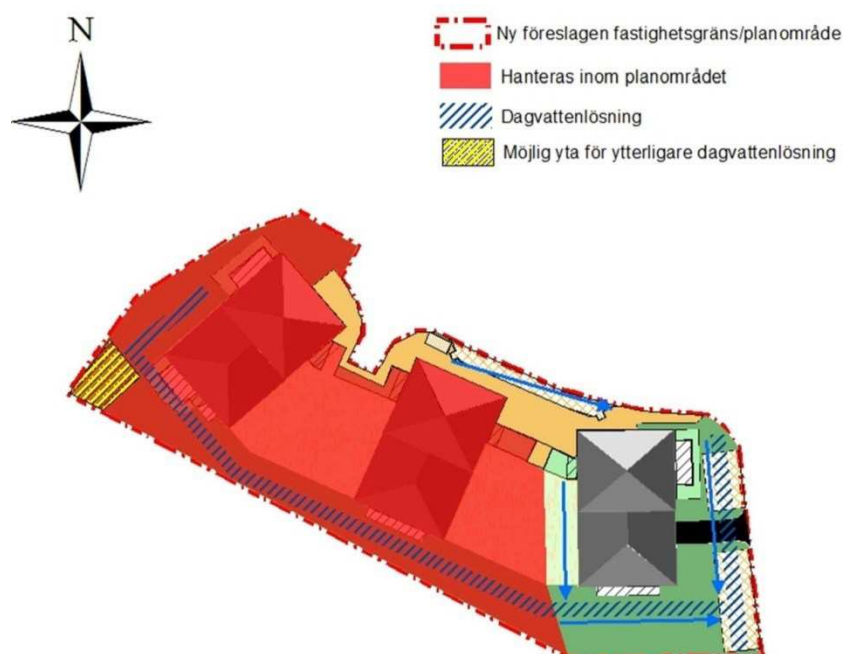 N
Ny föreslagen fastighetsgräns/planområde
Hanteras inom planområdet
Dagvattenlösning
Möjlig yta för ytterligare dagvattenlösning